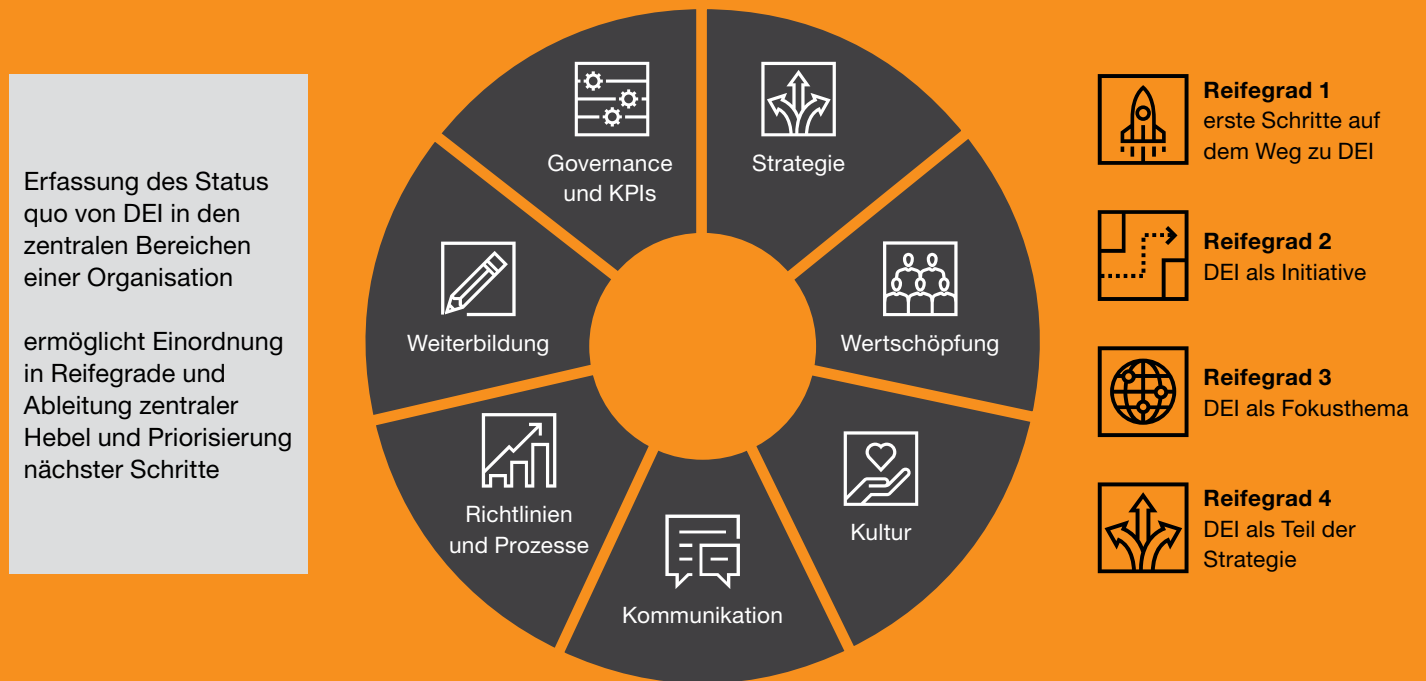 Erfassung des Status
quo von DEI in den
zentralen Bereichen
einer Organisation
ermöglicht Einordnung
in Reifegrade und
Ableitung zentraler
Hebel und Priorisierung
nächster Schritte
Governance
und KPIs
Strategie
Weiterbildung
Wertschöpfung
Richtlinien
und Prozesse
Kultur
Kommunikation
Reifegrad 1
erste Schritte auf
dem Weg zu DEI
Reifegrad 2
DEI als Initiative
Reifegrad 3
DEI als Fokusthema
Reifegrad 4
DEI als Teil der
Strategie